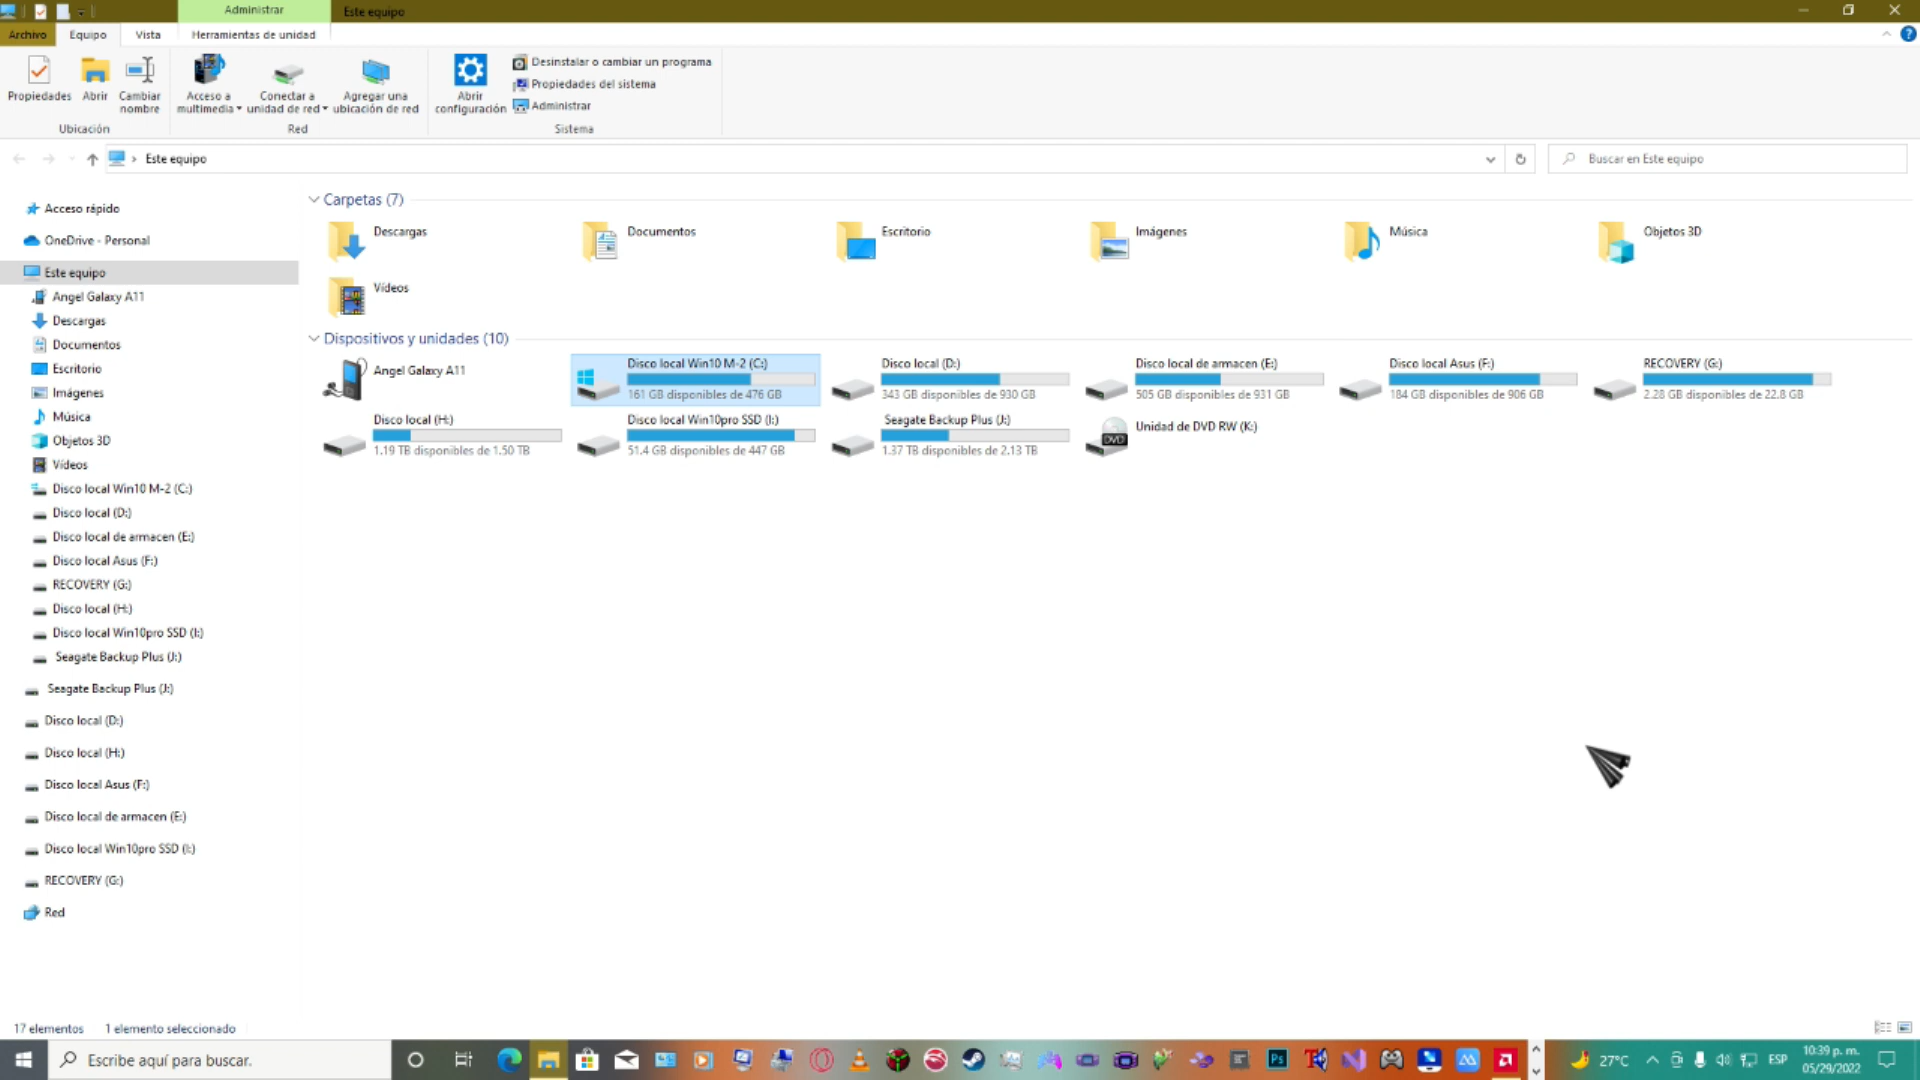 Administrar
Este equipo
Archivo
Equipo
Vista
Herramientas de unidad
Propiedades
Abrir
Cambiar
nombre
Ubicación
Acceso a
multimedia
Conectar a
unidad de red
Agregar una
ubicación de red
Red
Abrir
configuración
Desinstalar o cambiar un programa
Propiedades del sistema
Administrar
Sistema
Este equipo
Buscar en Este equipo
Acceso rápido
OneDrive - Personal
Este equipo
Angel Galaxy A11
Descargas
Documentos
Escritorio
Imágenes
Música
Objetos 3D
Vídeos
Disco local Win10 M-2 (C:)
Disco local (D:)
Disco local de armacen (E:)
Disco local Asus (F:)
RECOVERY (G:)
Disco local (H:)
Disco local Win10pro SSD (I:)
Seagate Backup Plus (J:)
Seagate Backup Plus (J:)
Disco local (D:)
Disco local (H:)
Disco local Asus (F:)
Disco local de armacen (E:)
Disco local Win10pro SSD (I:)
RECOVERY (G:)
Red
Carpetas (7)
Descargas
Documentos
Escritorio
Imágenes
Música
Objetos 3D
Vídeos
Dispositivos y unidades (10)
Angel Galaxy A11
Disco local Win10 M-2 (C:)
161 GB disponibles de 476 GB
Disco local (D:)
343 GB disponibles de 930 GB
Disco local de armacen (E:)
505 GB disponibles de 931 GB
Disco local Asus (F:)
184 GB disponibles de 906 GB
RECOVERY (G:)
2.28 GB disponibles de 22.8 GB
Disco local (H:)
1.19 TB disponibles de 1.50 TB
Disco local Win10pro SSD (I:)
51.4 GB disponibles de 447 GB
Seagate Backup Plus (J:)
1.37 TB disponibles de 2.13 TB
DVD
Unidad de DVD RW (K:)
17 elementos
1 elemento seleccionado
Escribe aquí para buscar.
Ps
27°C
ESP
10:39 p. m.
05/29/2022